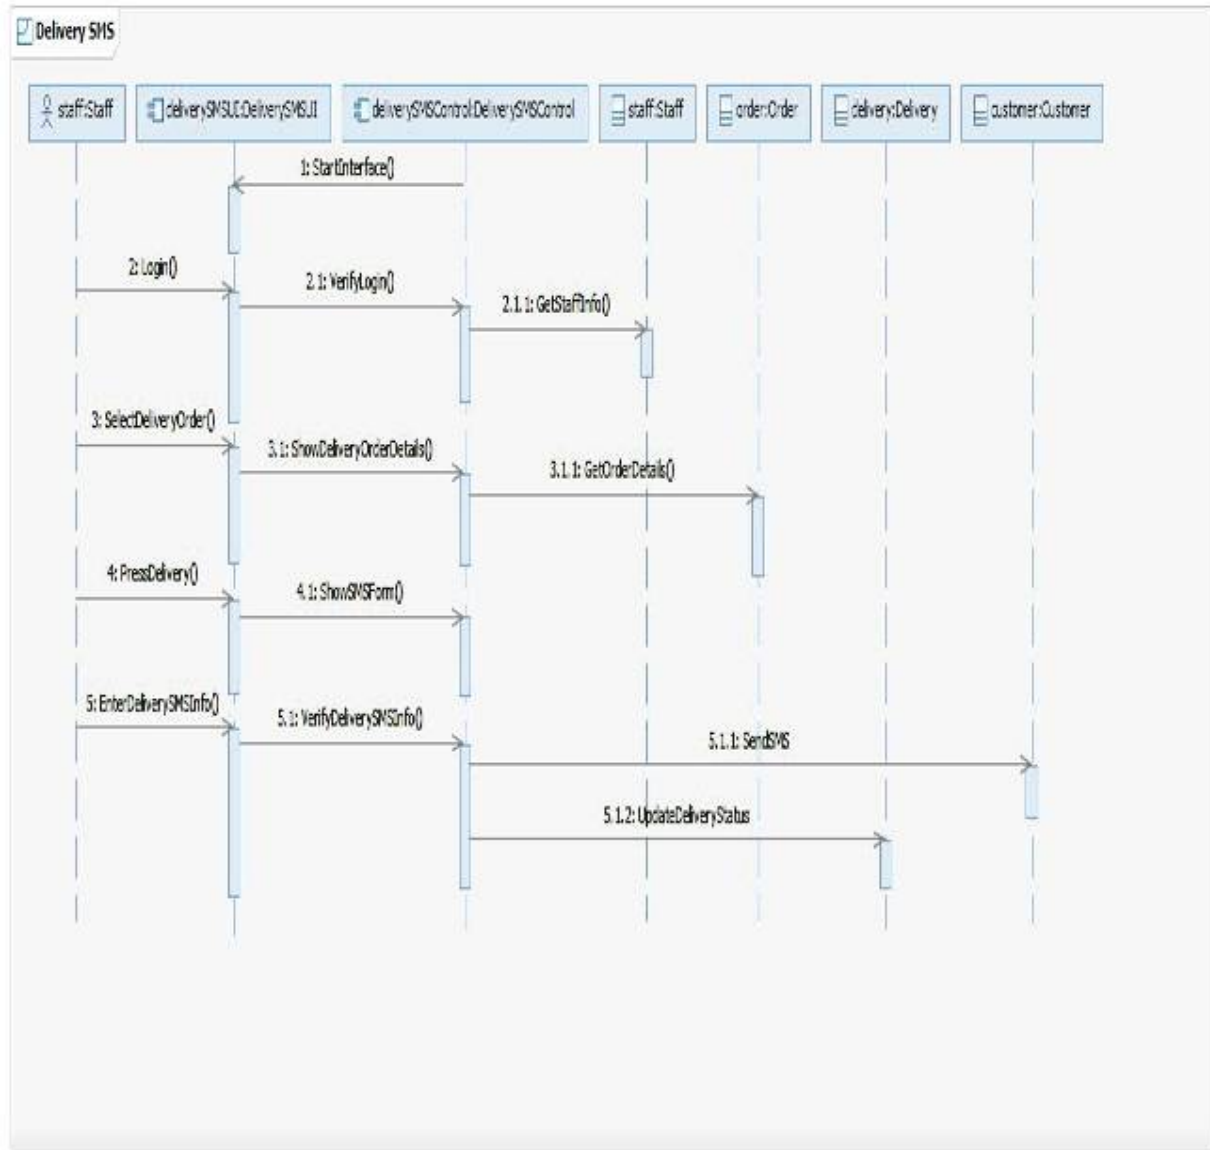 Delivery SMS
staff:Staff
deliverySMSUI:DeliverySMSUI
deliverySMSControl:DeliverySMSControl
staff:Staff
order:Order
delivery:Delivery
customer:Customer
1: StartInterface()
2: Login()
2.1: VerifyLogin()
2.1.1: GetStaffInfo()
3: SelectDeliveryOrder()
3.1: ShowDeliveryOrderDetails()
3.1.1: GetOrderDetails()
4: PressDelivery()
4.1: ShowSMSForm()
5: EnterDeliverySMSInfo()
5.1: VerifyDeliverySMSInfo()
5.1.1: SendSMS
5.1.2: UpdateDeliveryStatus